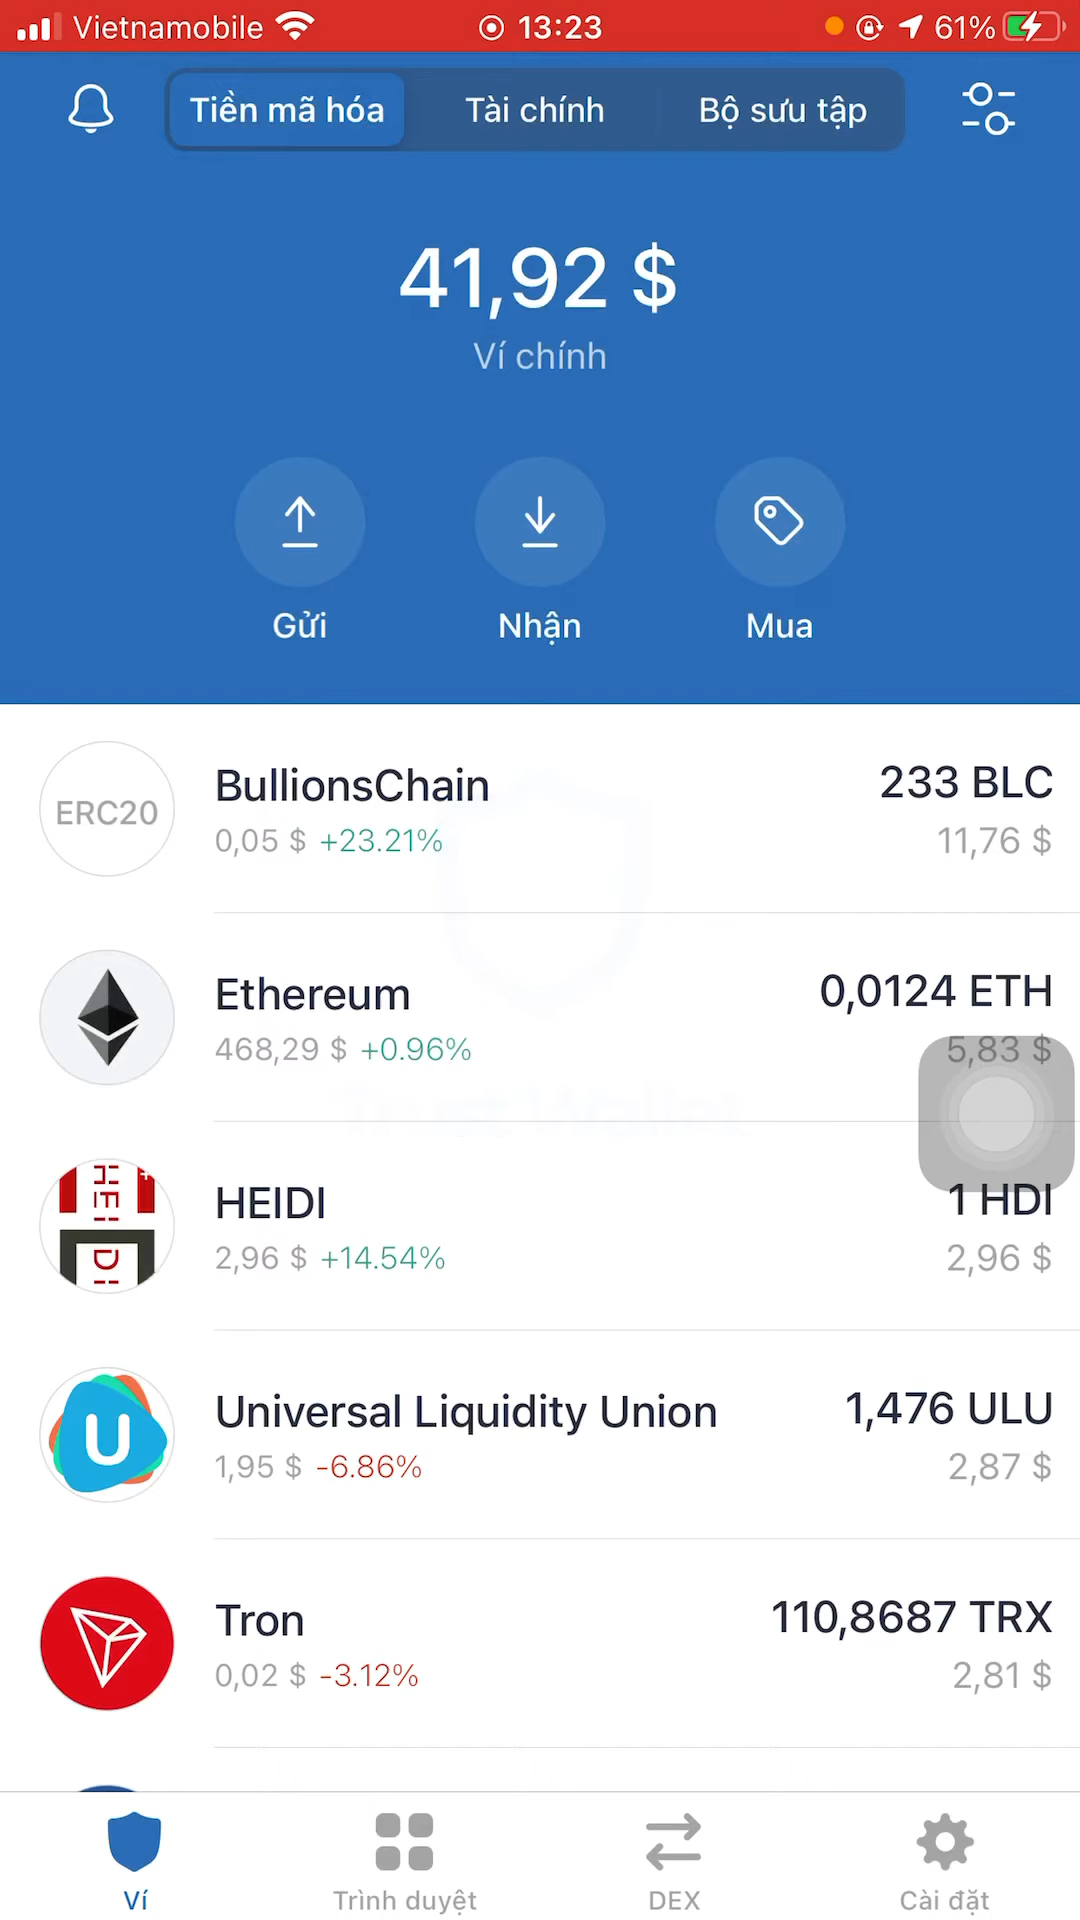 Vietnamobile 13:23 61%
Tiền mã hóa Tài chính Bộ sưu tập
41,92 $
Ví chính
Gửi Nhận Mua
ERC20 BullionsChain 233 BLC
0,05 $ +23.21% 11,76 $
Ethereum 0,0124 ETH
468,29 $ +0.96% 5,83 $
Trust Wallet
HEIDI HEIDI 1 HDI
2,96 $ +14.54% 2,96 $
U Universal Liquidity Union 1,476 ULU
1,95 $ -6.86% 2,87 $
Tron 110,8687 TRX
0,02 $ -3.12% 2,81 $
Ví Trình duyệt DEX Cài đặt